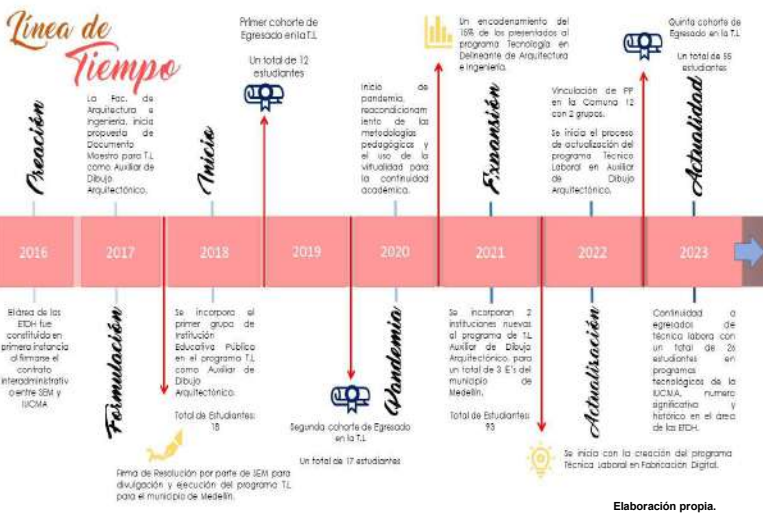 Línea de
Tiempo
Creación
2016
El área de las
ETDH fue
constituida en
primera instancia
al firmarse el
contrato
interadministrativ
o entre SEM y
IUCMA
La Fac. de
Arquitectura e
Ingeniería, inicia
propuesta de
Documento
Maestro para T.L
como Auxiliar de
Dibujo
Arquitectónico.
2017
Formulación
Firma de Resolución por parte de SEM para
divulgación y ejecución del programa T.L
para el municipio de Medellín.
Inicio
2018
Se incorpora el
primer grupo de
Institución
Educativa Pública
en el programa T.L
como Auxiliar de
Dibujo
Arquitectónico.
Total de Estudiantes:
18
Primer cohorte de
Egresado en la T.L
Un total de 12
estudiantes
2019
Segunda cohorte de Egresado
en la T.L
Un total de 17 estudiantes
Inicio de
pandemia,
reacondicionam
iento de las
metodologías
pedagógicas y
el uso de la
virtualidad para
la continuidad
académica.
2020
Pandemia
Un encadenamiento del
15% de los presentados al
programa Tecnología en
Delineante de Arquitectura
e Ingeniería.
Expansión
2021
Se incorporan 2
instituciones nuevas
al programa de T.L
Auxiliar de Dibujo
Arquitectónico, para
un total de 3 E's del
municipio de
Medellín.
Total de Estudiantes:
93
Vinculación de PP
en la Comuna 12
con 2 grupos.
Se inicia el proceso
de actualización del
programa Técnico
Laboral en Auxiliar
de Dibujo
Arquitectónico.
2022
Actualización
Se inicia con la creación del programa
Técnica Laboral en Fabricación Digital.
Quinta cohorte de
Egresado en la T.L
Un total de 55
estudiantes
Actualidad
2023
Continuidad a
egresados de
técnica labora con
un total de 26
estudiantes en
programas
tecnológicos de la
IUCMA, numero
significativo y
histórico en el área
de las ETDH.
Elaboración propia.